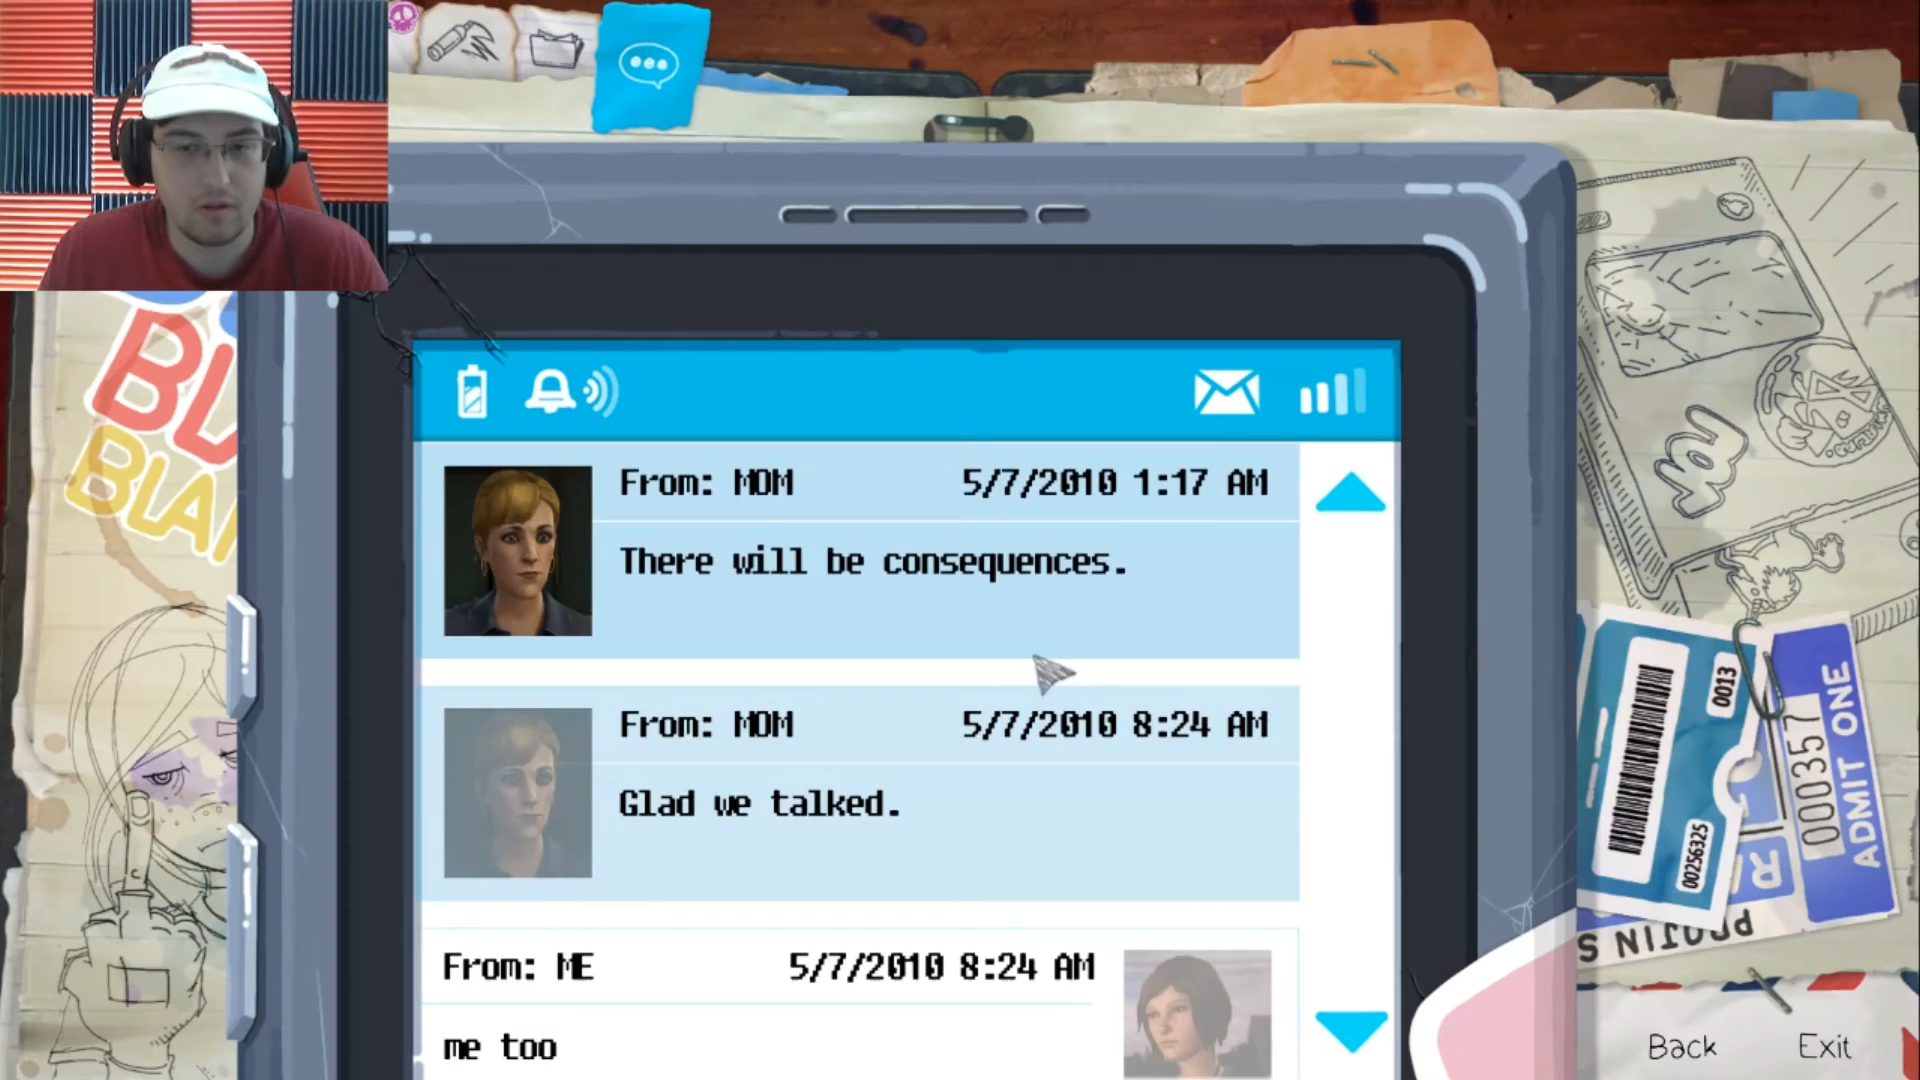 From: MOM 5/7/2010 1:17 AM
There will be consequences.
From: MOM 5/7/2010 8:24 AM
Glad we talked.
From: ME 5/7/2010 8:24 AM
me too
BL
BLA
0013
00256325
000357
ADMIT ONE
Back
Exit